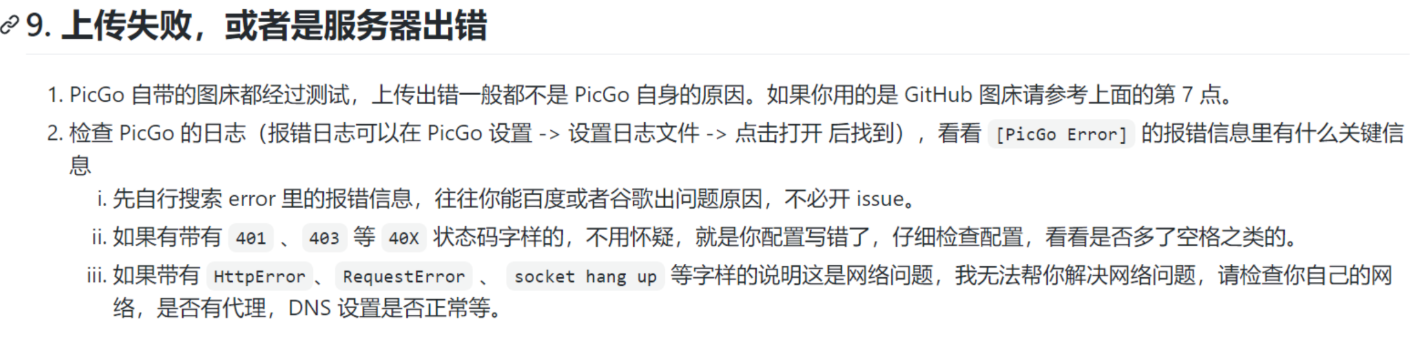 9. 上传失败，或者是服务器出错
1. PicGo 自带的图床都经过测试，上传出错一般都不是 PicGo 自身的原因。如果你用的是 GitHub 图床请参考上面的第 7 点。
2. 检查 PicGo 的日志（报错日志可以在 PicGo 设置 -> 设置日志文件 -> 点击打开 后找到），看看 [PicGo Error] 的报错信息里有什么关键信
息
i. 先自行搜索 error 里的报错信息，往往你能百度或者谷歌出问题原因，不必开 issue。
ii. 如果有带有 401 、 403 等 40X 状态码字样的，不用怀疑，就是你配置写错了，仔细检查配置，看看是否多了空格之类的。
iii. 如果带有 HttpError 、 RequestError 、 socket hang up 等字样的说明这是网络问题，我无法帮你解决网络问题，请检查你自己的网
络，是否有代理，DNS 设置是否正常等。